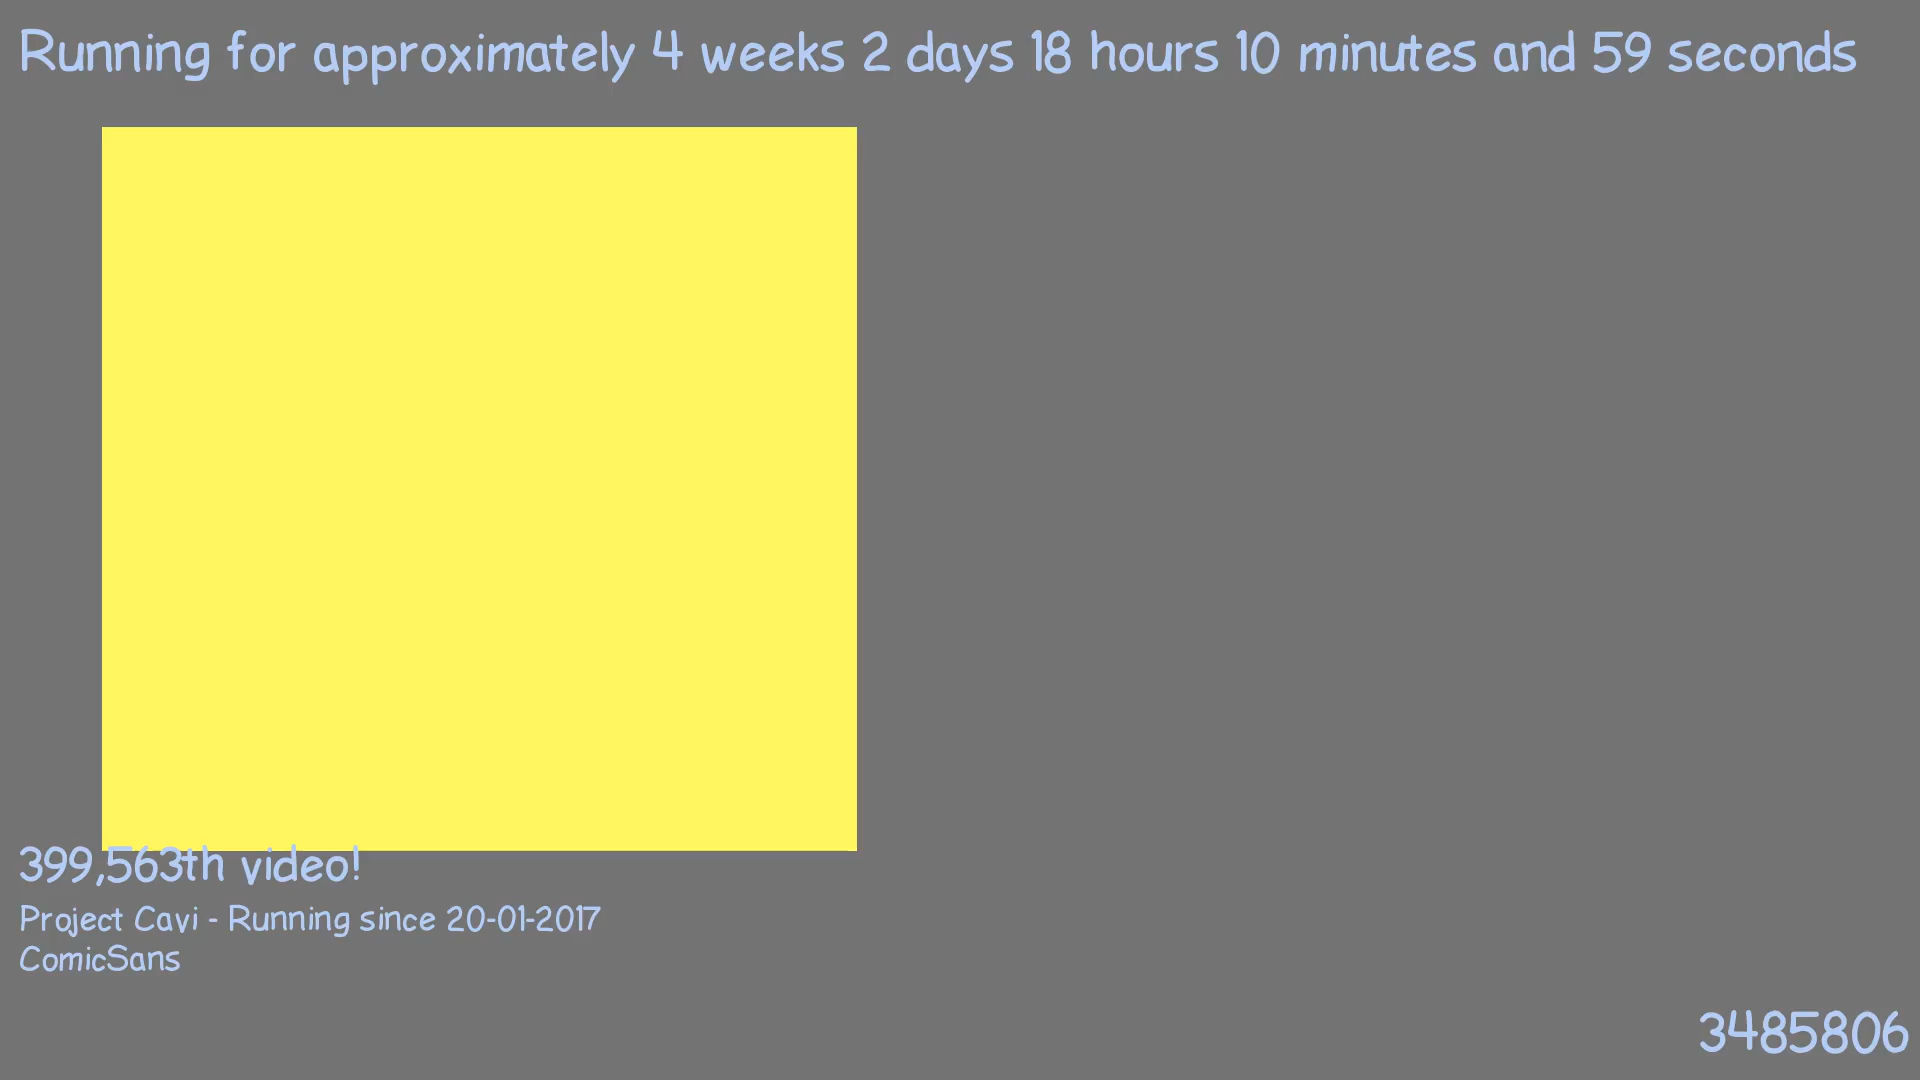 Running for approximately 4 weeks 2 days 18 hours 10 minutes and 59 seconds
399,563th video!
Project Cavi - Running since 20-01-2017
ComicSans
3485806